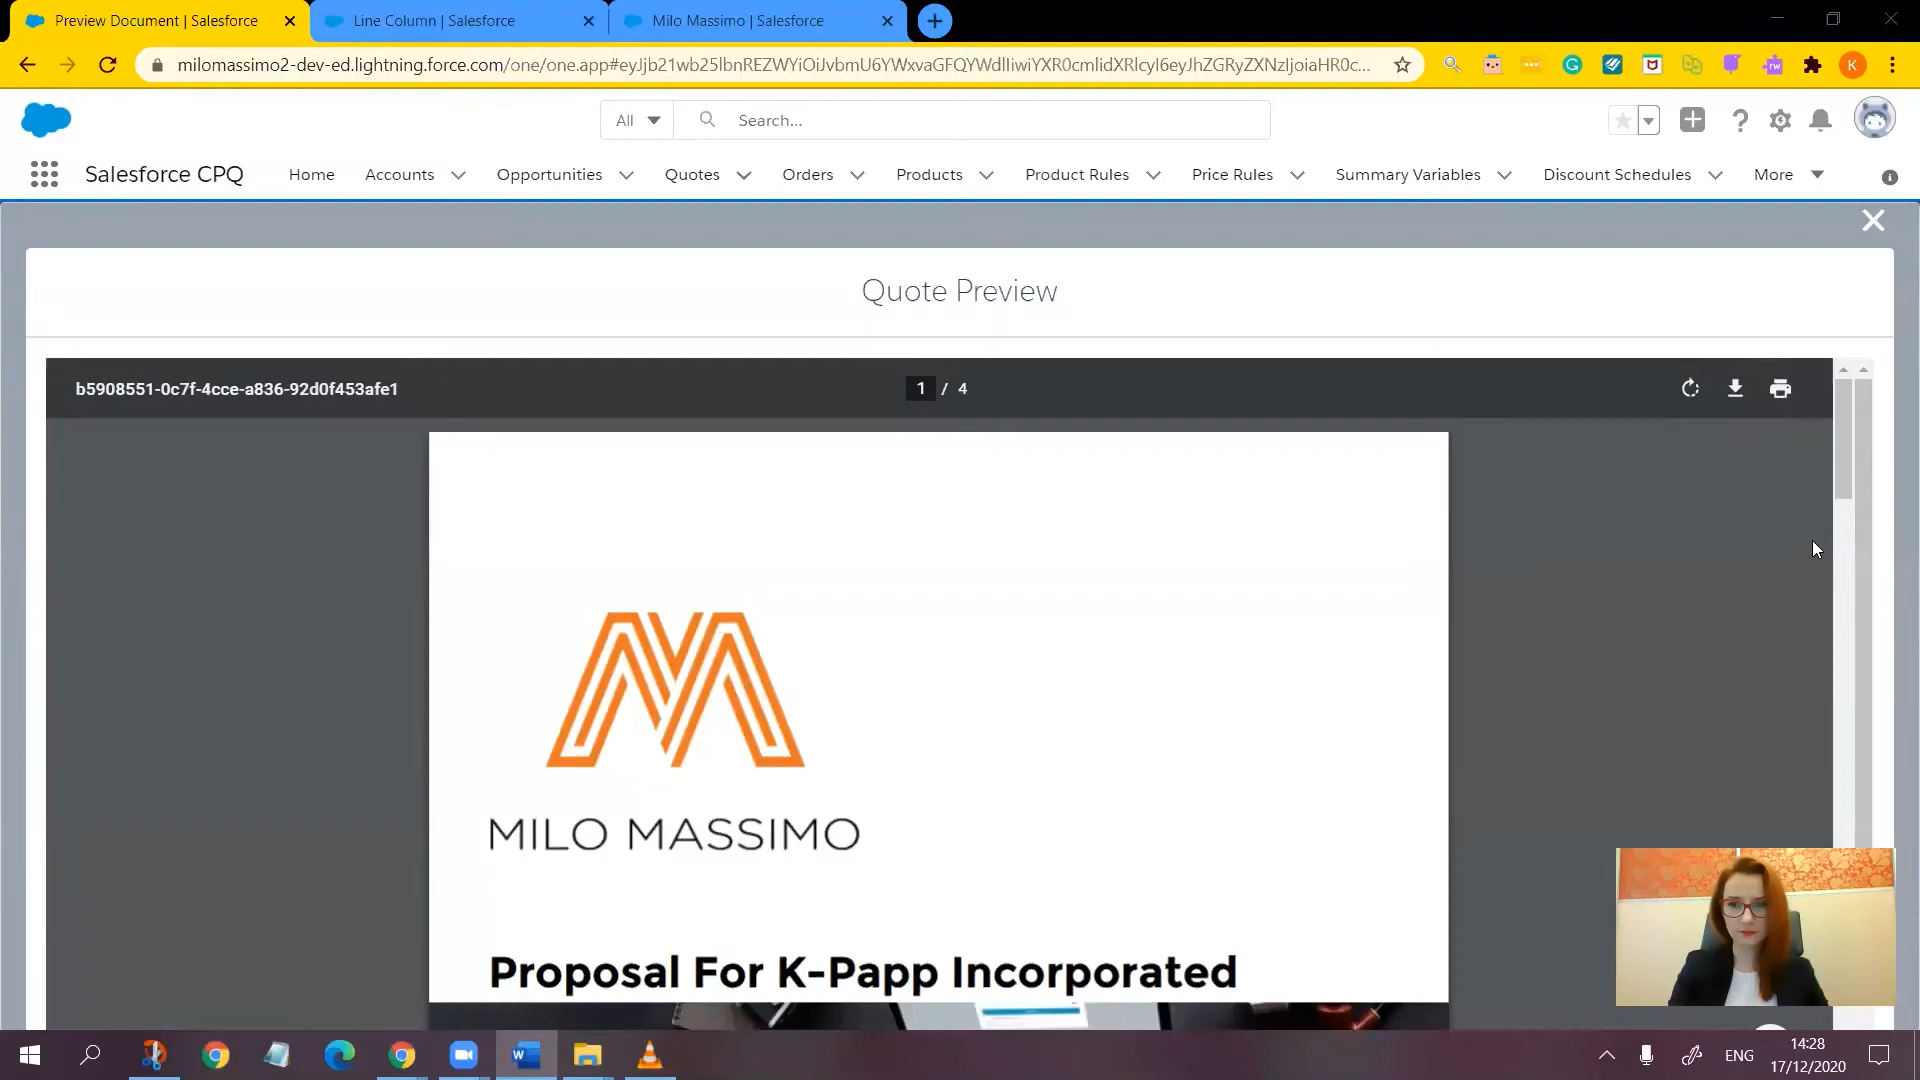 Preview Document | Salesforce
Line Column | Salesforce
Milo Massimo | Salesforce
milomassimo2-dev-ed.lightning.force.com/one/one.app#eyJjb21wb25lbnREZWYiOiJvbmU6YWxvaGFQYWdlIiwiYXR0cmlidXRlcyI6eyJhZGRyZXNzIjoiaHR0c...
K
All
Search...
Salesforce CPQ
Home
Accounts
Opportunities
Quotes
Orders
Products
Product Rules
Price Rules
Summary Variables
Discount Schedules
More
Quote Preview
b5908551-0c7f-4cce-a836-92d0f453afe1
1 / 4
MILO MASSIMO
Proposal For K-Papp Incorporated
ENG
14:28
17/12/2020